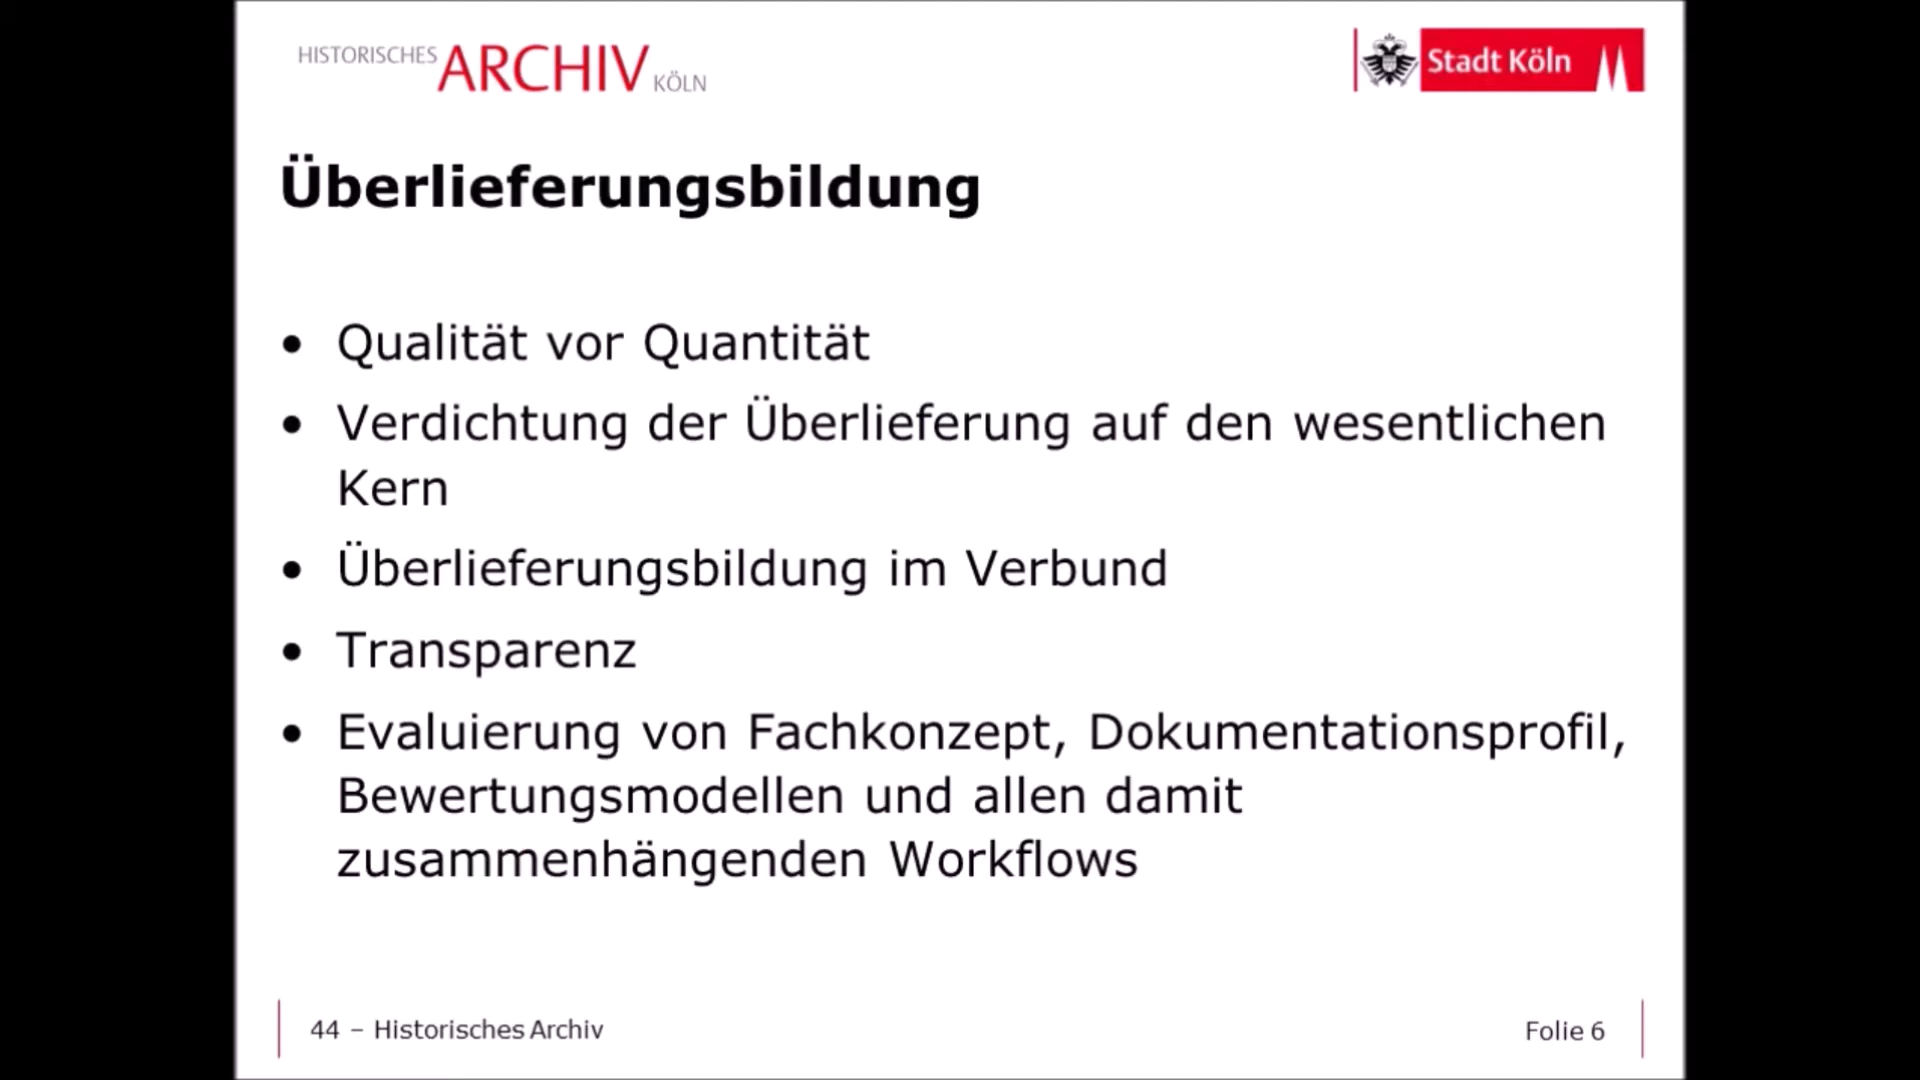 HISTORISCHES ARCHIV KÖLN
Stadt Köln
Überlieferungsbildung
• Qualität vor Quantität
• Verdichtung der Überlieferung auf den wesentlichen
Kern
• Überlieferungsbildung im Verbund
• Transparenz
• Evaluierung von Fachkonzept, Dokumentationsprofil,
Bewertungsmodellen und allen damit
zusammenhängenden Workflows
44 – Historisches Archiv
Folie 6